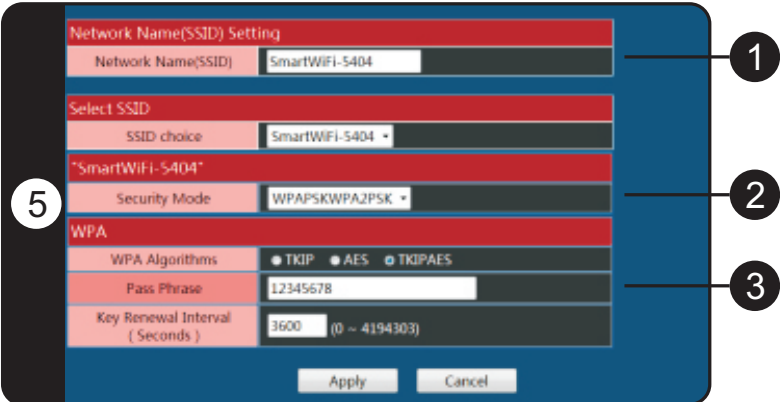 Network Name(SSID) Setting
Network Name(SSID) SmartWiFi-5404
1
Select SSID
SSID choice SmartWiFi-5404
"SmartWiFi-5404"
5
Security Mode WPAPSKWPA2PSK
2
WPA
WPA Algorithms TKIP AES TKIPAES
Pass Phrase 12345678
3
Key Renewal Interval
( Seconds ) 3600 (0 ~ 4194303)
Apply Cancel